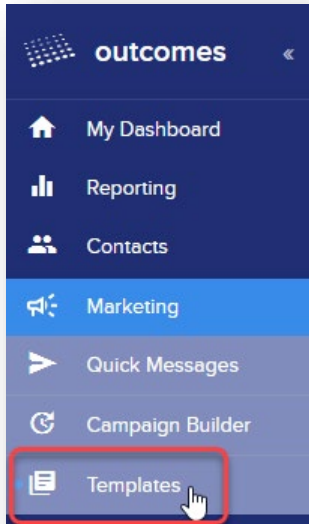 outcomes «
My Dashboard
Reporting
Contacts
Marketing
Quick Messages
Campaign Builder
Templates